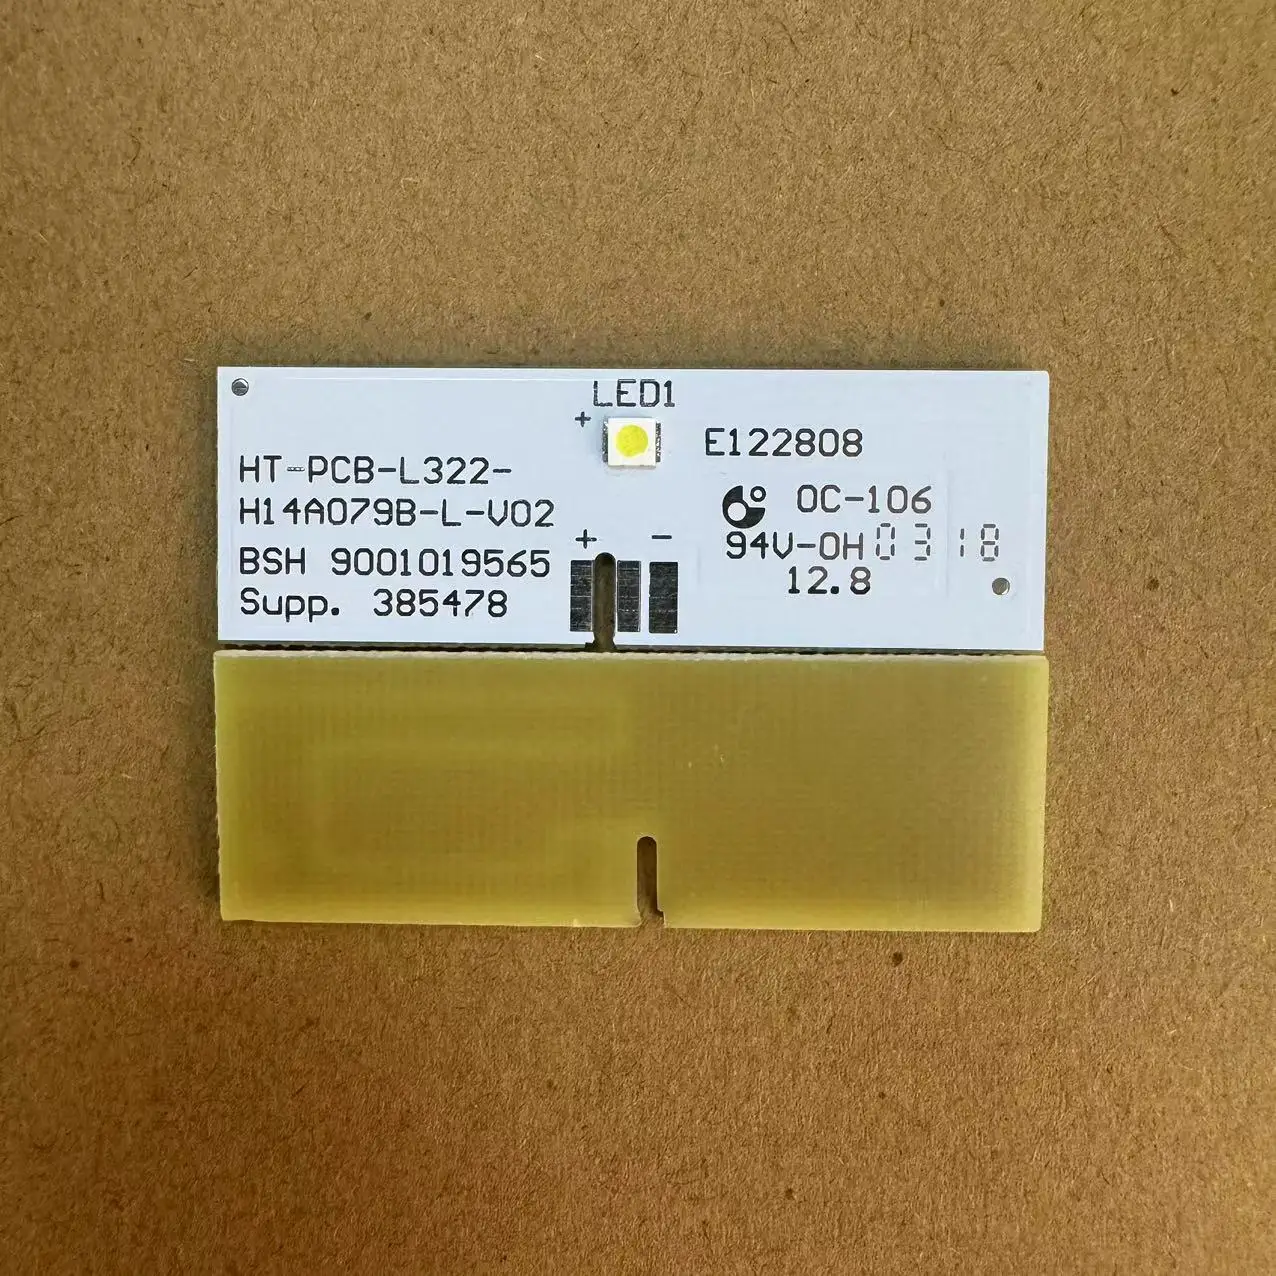 LED1
+
HT-PCB-L322-
H14A079B-L-V02
BSH 9001019565
Supp. 385478
+ -
E122808
OC-106
94V-0H 0318
12.8